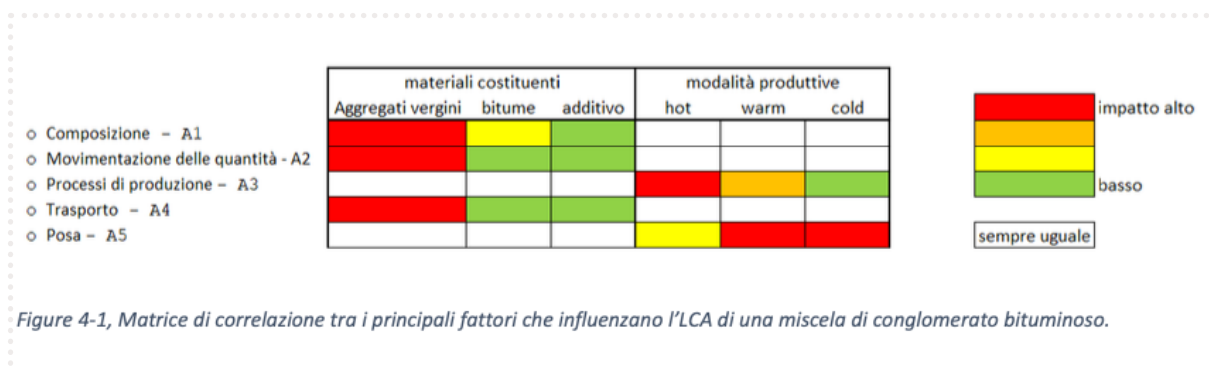 materiali costituenti modalità produttive
Aggregati vergini bitume additivo hot warm cold
impatto alto
o Composizione – A1
o Movimentazione delle quantità - A2
o Processi di produzione – A3
basso
o Trasporto – A4
o Posa – A5
sempre uguale
Figure 4-1, Matrice di correlazione tra i principali fattori che influenzano l’LCA di una miscela di conglomerato bituminoso.